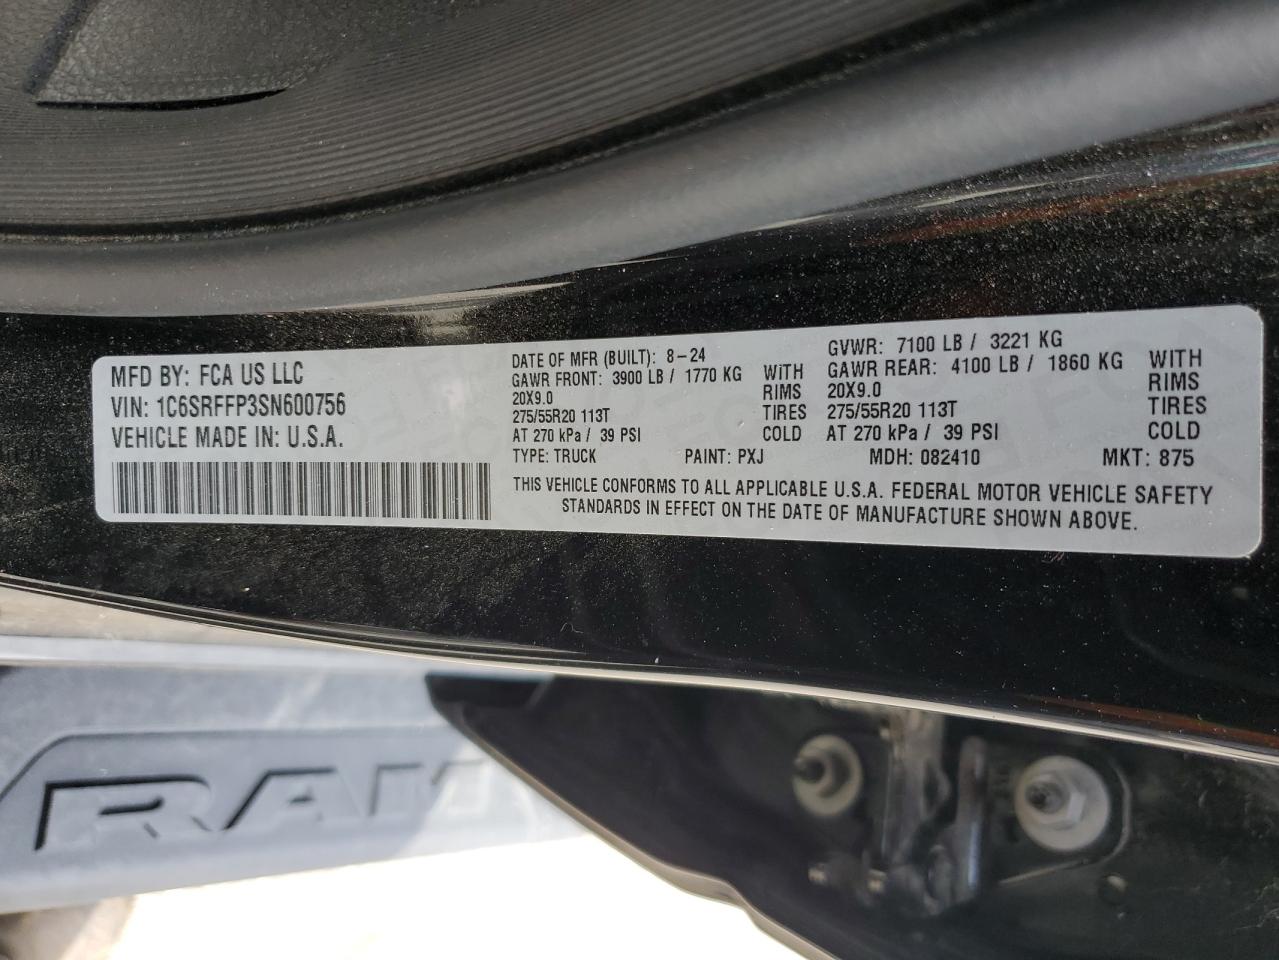 MFD BY: FCA US LLC
VIN: 1C6SRFFP3SN600756
VEHICLE MADE IN: U.S.A.
DATE OF MFR (BUILT): 8-24
GAWR FRONT: 3900 LB / 1770 KG WITH
20X9.0 RIMS
275/55R20 113T TIRES
AT 270 kPa / 39 PSI COLD
GVWR: 7100 LB / 3221 KG
GAWR REAR: 4100 LB / 1860 KG WITH
20X9.0 RIMS
275/55R20 113T TIRES
AT 270 kPa / 39 PSI COLD
TYPE: TRUCK PAINT: PXJ MDH: 082410 MKT: 875
THIS VEHICLE CONFORMS TO ALL APPLICABLE U.S.A. FEDERAL MOTOR VEHICLE SAFETY
STANDARDS IN EFFECT ON THE DATE OF MANUFACTURE SHOWN ABOVE.
RAM